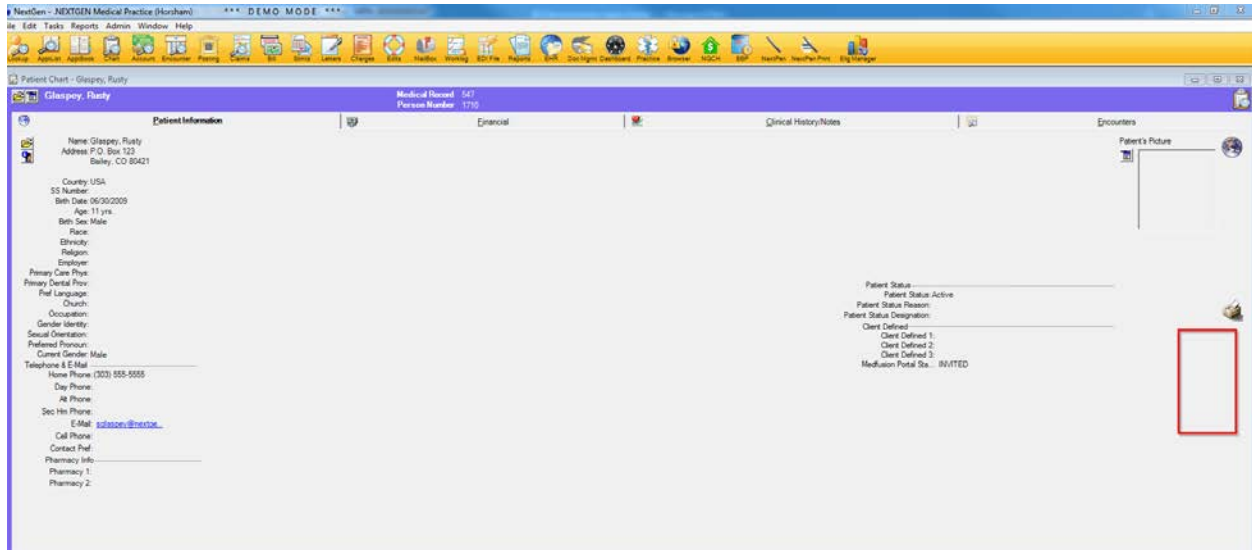 NextGen - .NEXTGEN Medical Practice (Horsham) *** DEMO MODE ***
Edit Tasks Reports Admin Window Help
Lookup ApptList ApptBook Chart Account Encounter Posting Claims Bill Stmts Letters Charges Edits MailBox Worklog EDI File Reports EHR Doc Mgmt Dashboard Practice Browser NQCH BBP NextPen NextPen Print Elig Manager
Patient Chart - Glaspey, Rusty
Glaspey, Rusty
Medical Record 547
Person Number 1710
Patient Information Financial Clinical History/Notes Encounters
Name: Glaspey, Rusty
Address: P.O. Box 123
Bailey, CO 80421
Patient's Picture
Country: USA
SS Number:
Birth Date: 06/30/2009
Age: 11 yrs.
Birth Sex: Male
Race:
Ethnicity:
Religion:
Employer:
Primary Care Phys:
Primary Dental Prov:
Pref Language:
Church:
Occupation:
Gender Identity:
Sexual Orientation:
Preferred Pronoun:
Current Gender: Male
Telephone & E-Mail
Home Phone: (303) 555-5555
Day Phone:
Alt Phone:
Sec Hm Phone:
E-Mail:
Cell Phone:
Contact Pref:
Pharmacy Info
Pharmacy 1:
Pharmacy 2:
Patient Status
Patient Status: Active
Patient Status Reason:
Patient Status Designation:
Client Defined
Client Defined 1:
Client Defined 2:
Client Defined 3:
Medfusion Portal Sta... INVITED